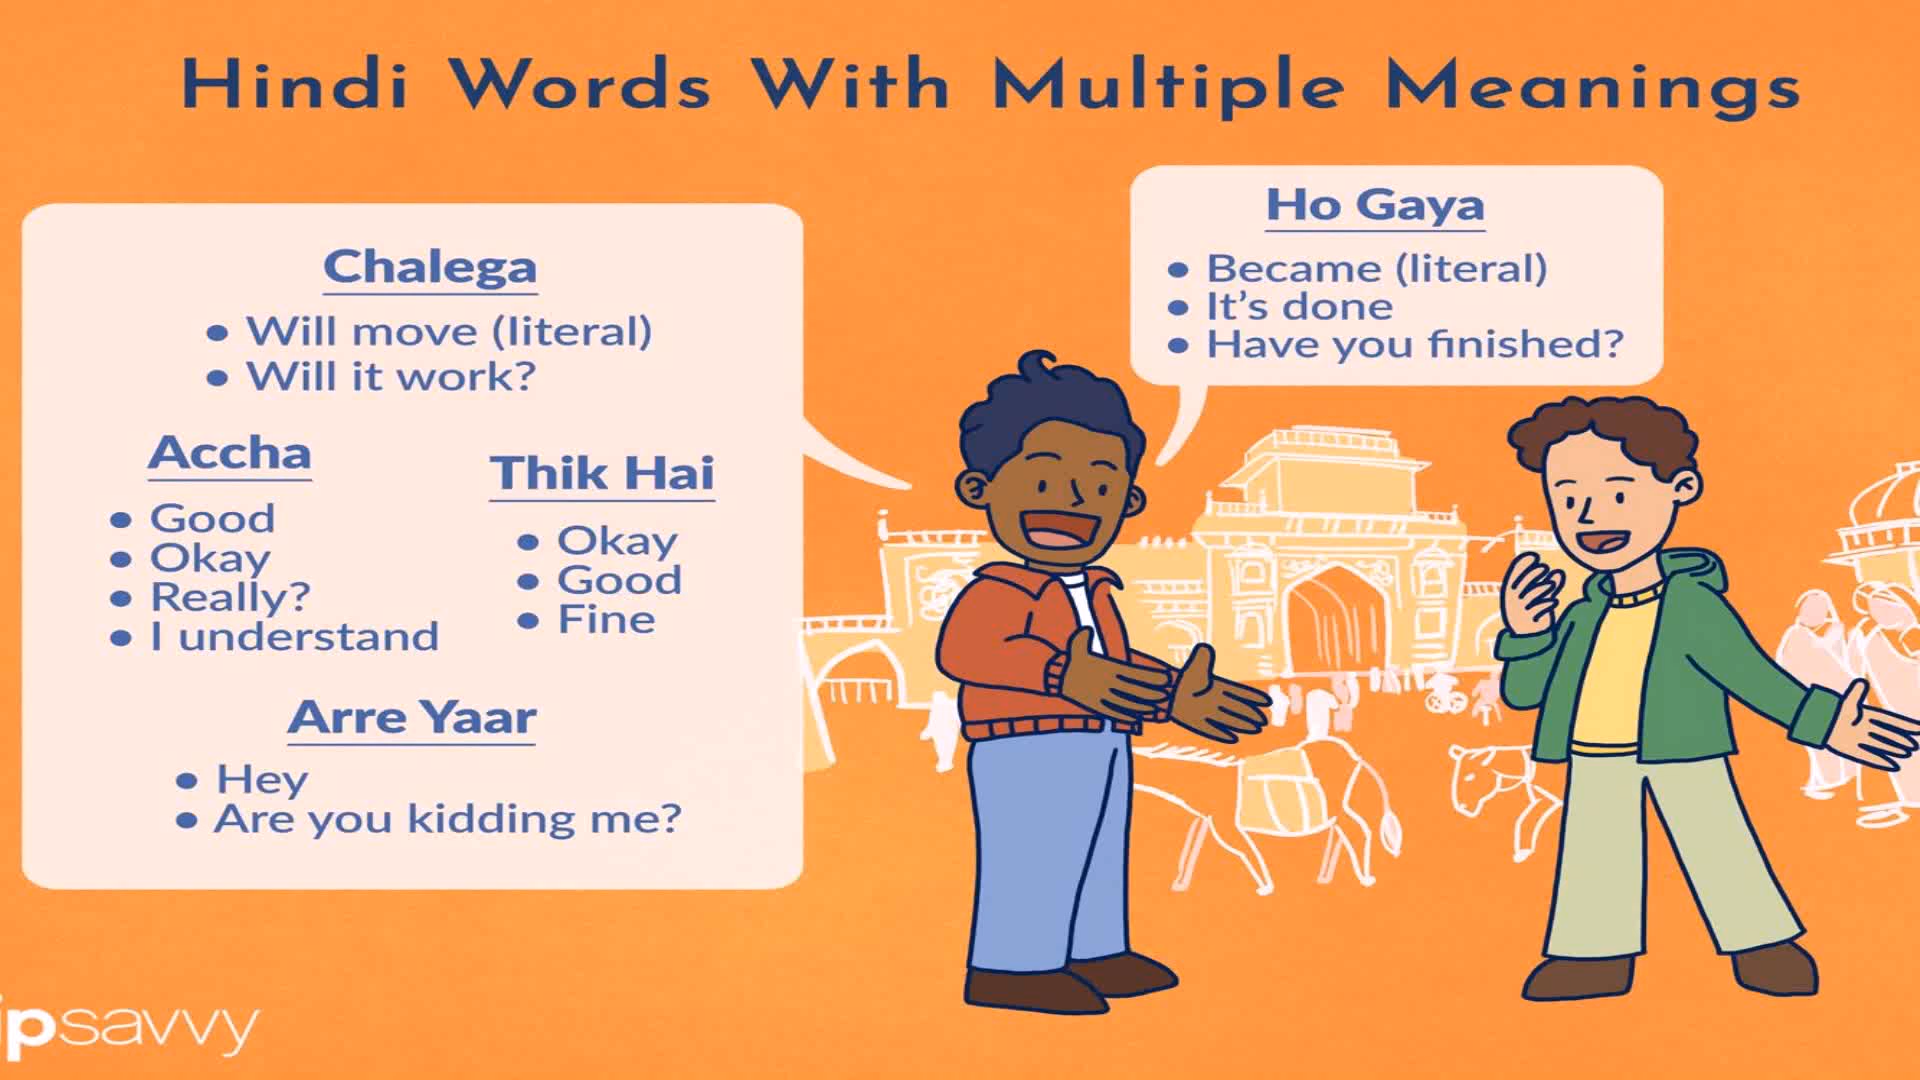 Hindi Words With Multiple Meanings
Chalega
• Will move (literal)
• Will it work?
Accha
• Good
• Okay
• Really?
• I understand
Thik Hai
• Okay
• Good
• Fine
Arre Yaar
• Hey
• Are you kidding me?
Ho Gaya
• Became (literal)
• It’s done
• Have you finished?
ipsavvy